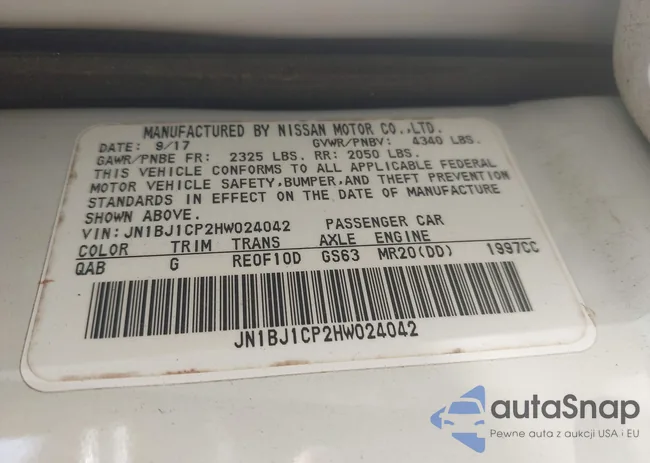 MANUFACTURED BY NISSAN MOTOR CO.,LTD.
DATE: 9/17 GVWR/PNBV: 4340 LBS.
GAWR/PNBE FR: 2325 LBS. RR: 2050 LBS.
THIS VEHICLE CONFORMS TO ALL APPLICABLE FEDERAL
MOTOR VEHICLE SAFETY, BUMPER, AND THEFT PREVENTION
STANDARDS IN EFFECT ON THE DATE OF MANUFACTURE
SHOWN ABOVE.
VIN: JN1BJ1CP2HW024042 PASSENGER CAR
COLOR TRIM TRANS AXLE ENGINE
QAB G RE0F10D GS63 MR20(DD) 1997CC
JN1BJ1CP2HW024042
autoSnap
Pewne auta z aukcji USA i EU